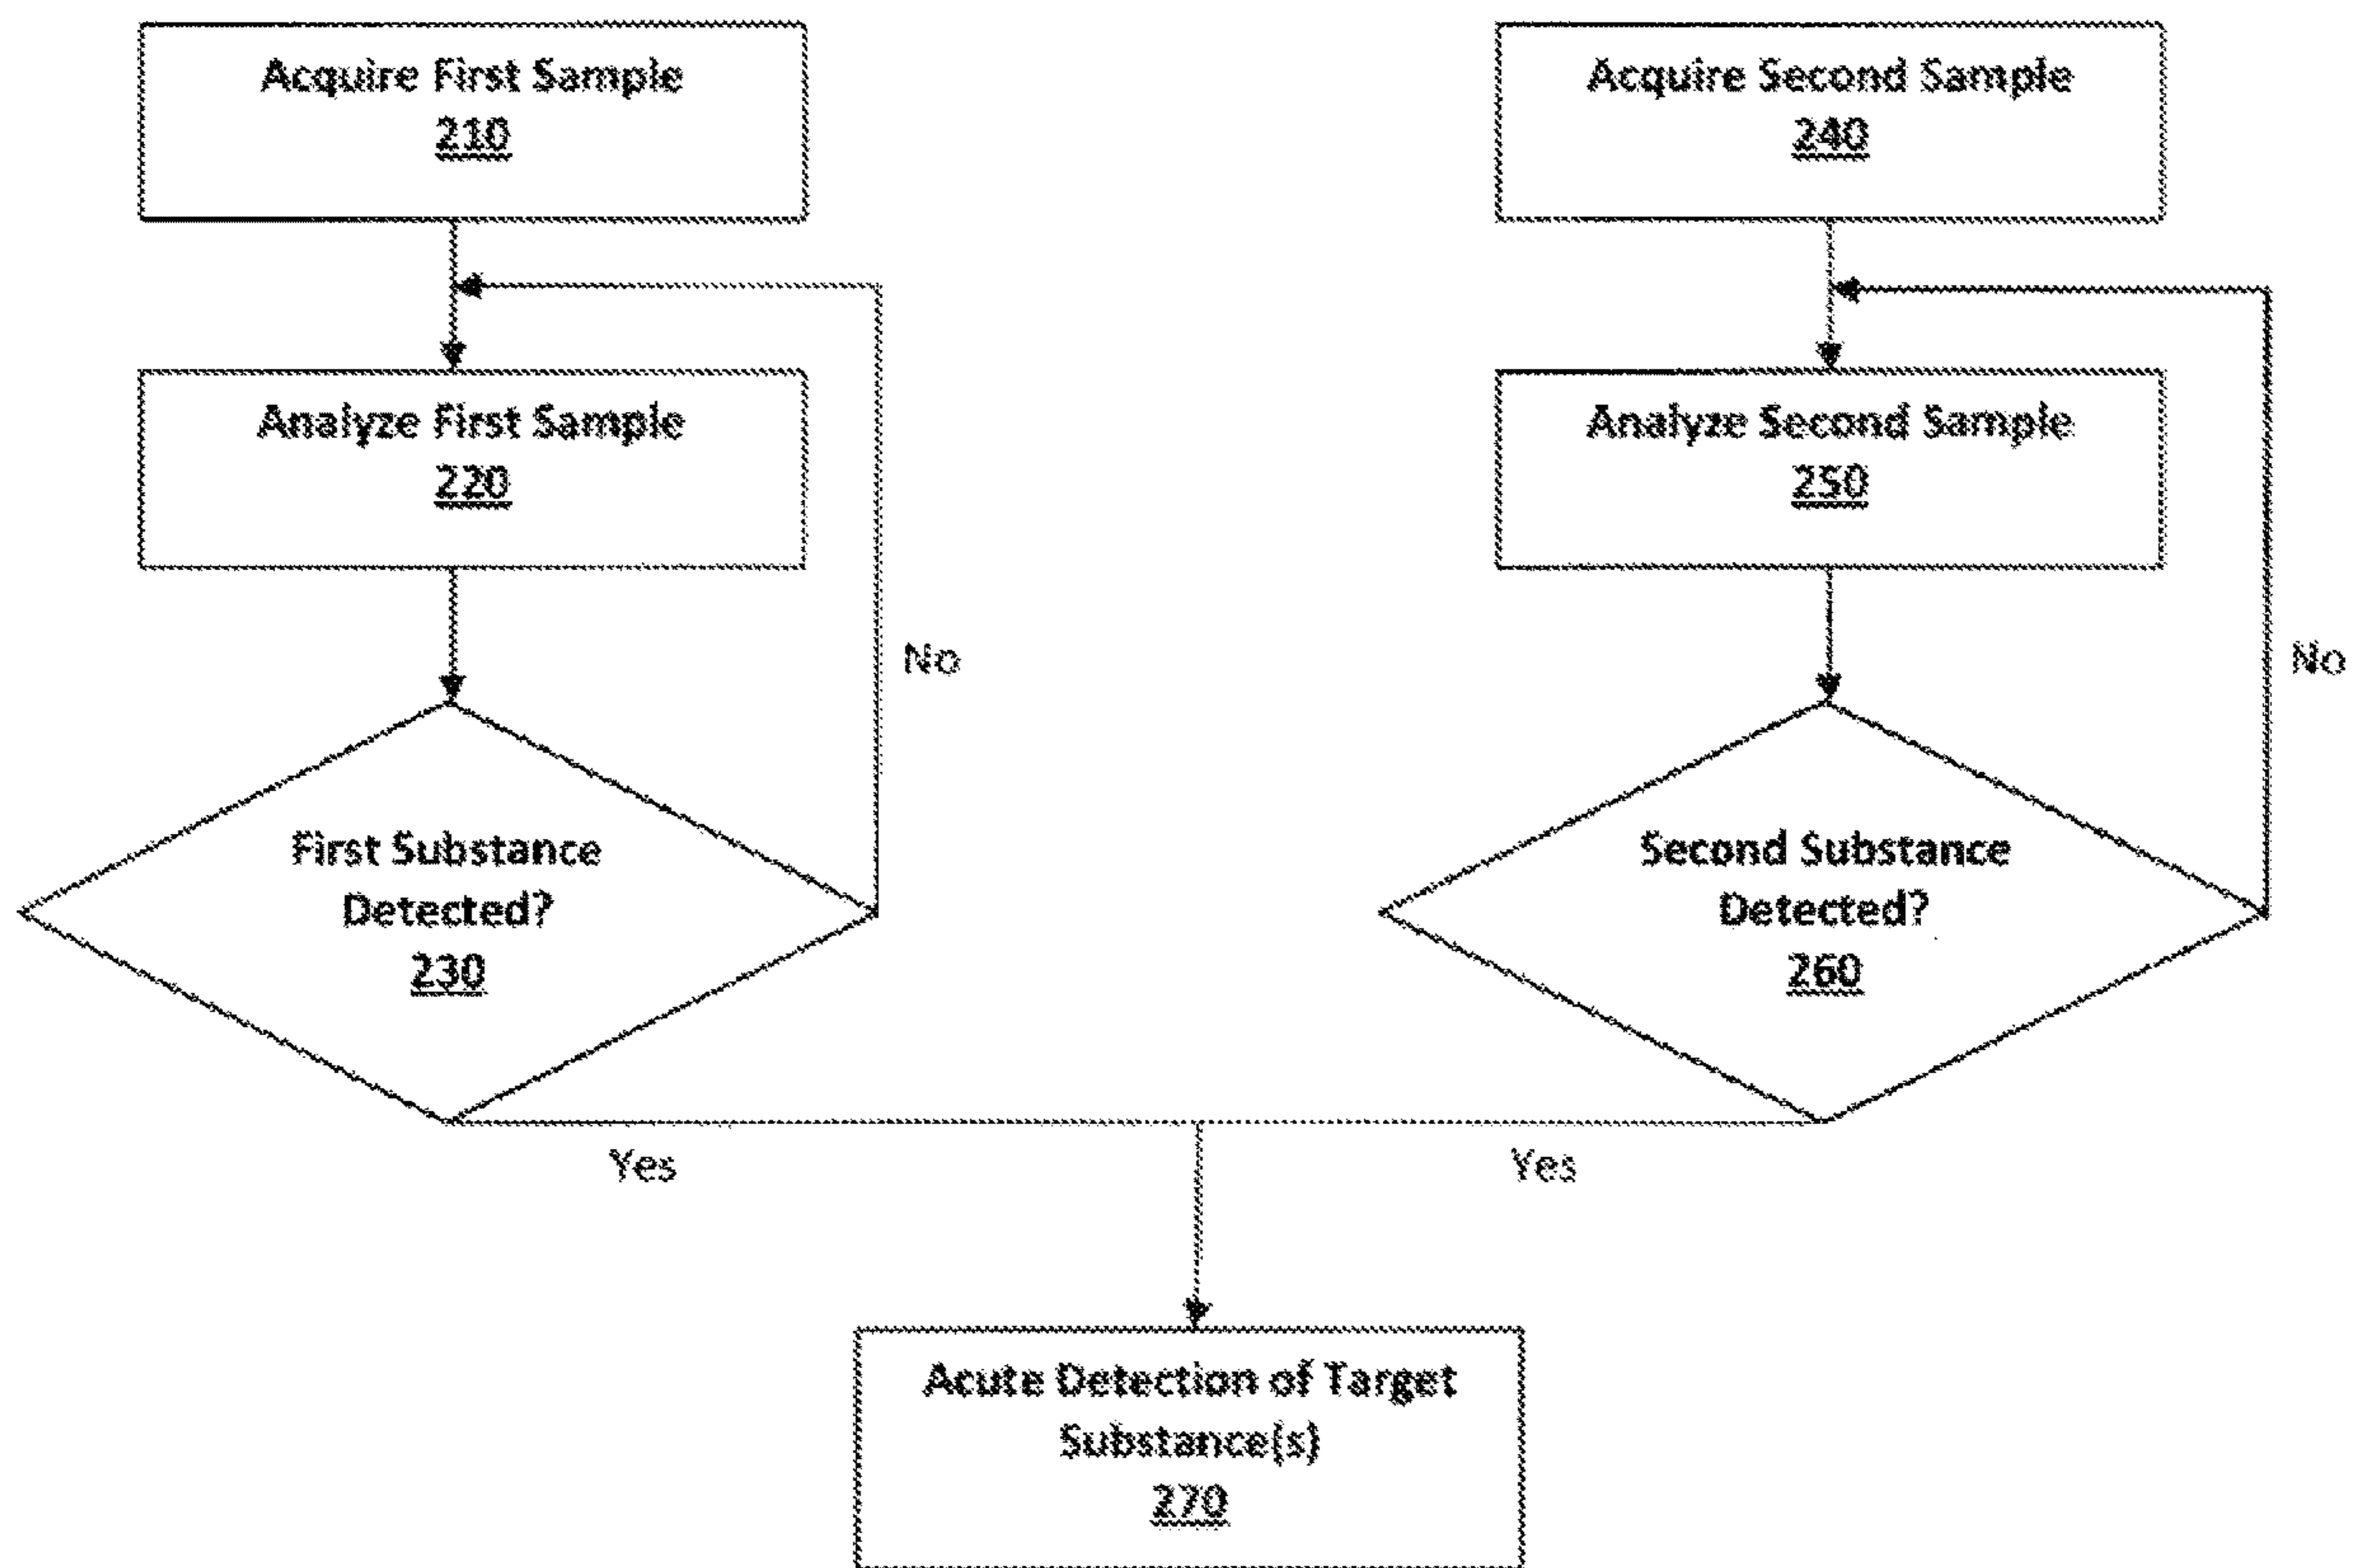 Acquire First Sample
210
Acquire Second Sample
240
Analyze First Sample
220
Analyze Second Sample
250
No
No
First Substance
Detected?
230
Second Substance
Detected?
260
Yes
Yes
Acute Detection of Target
Substance(s)
270